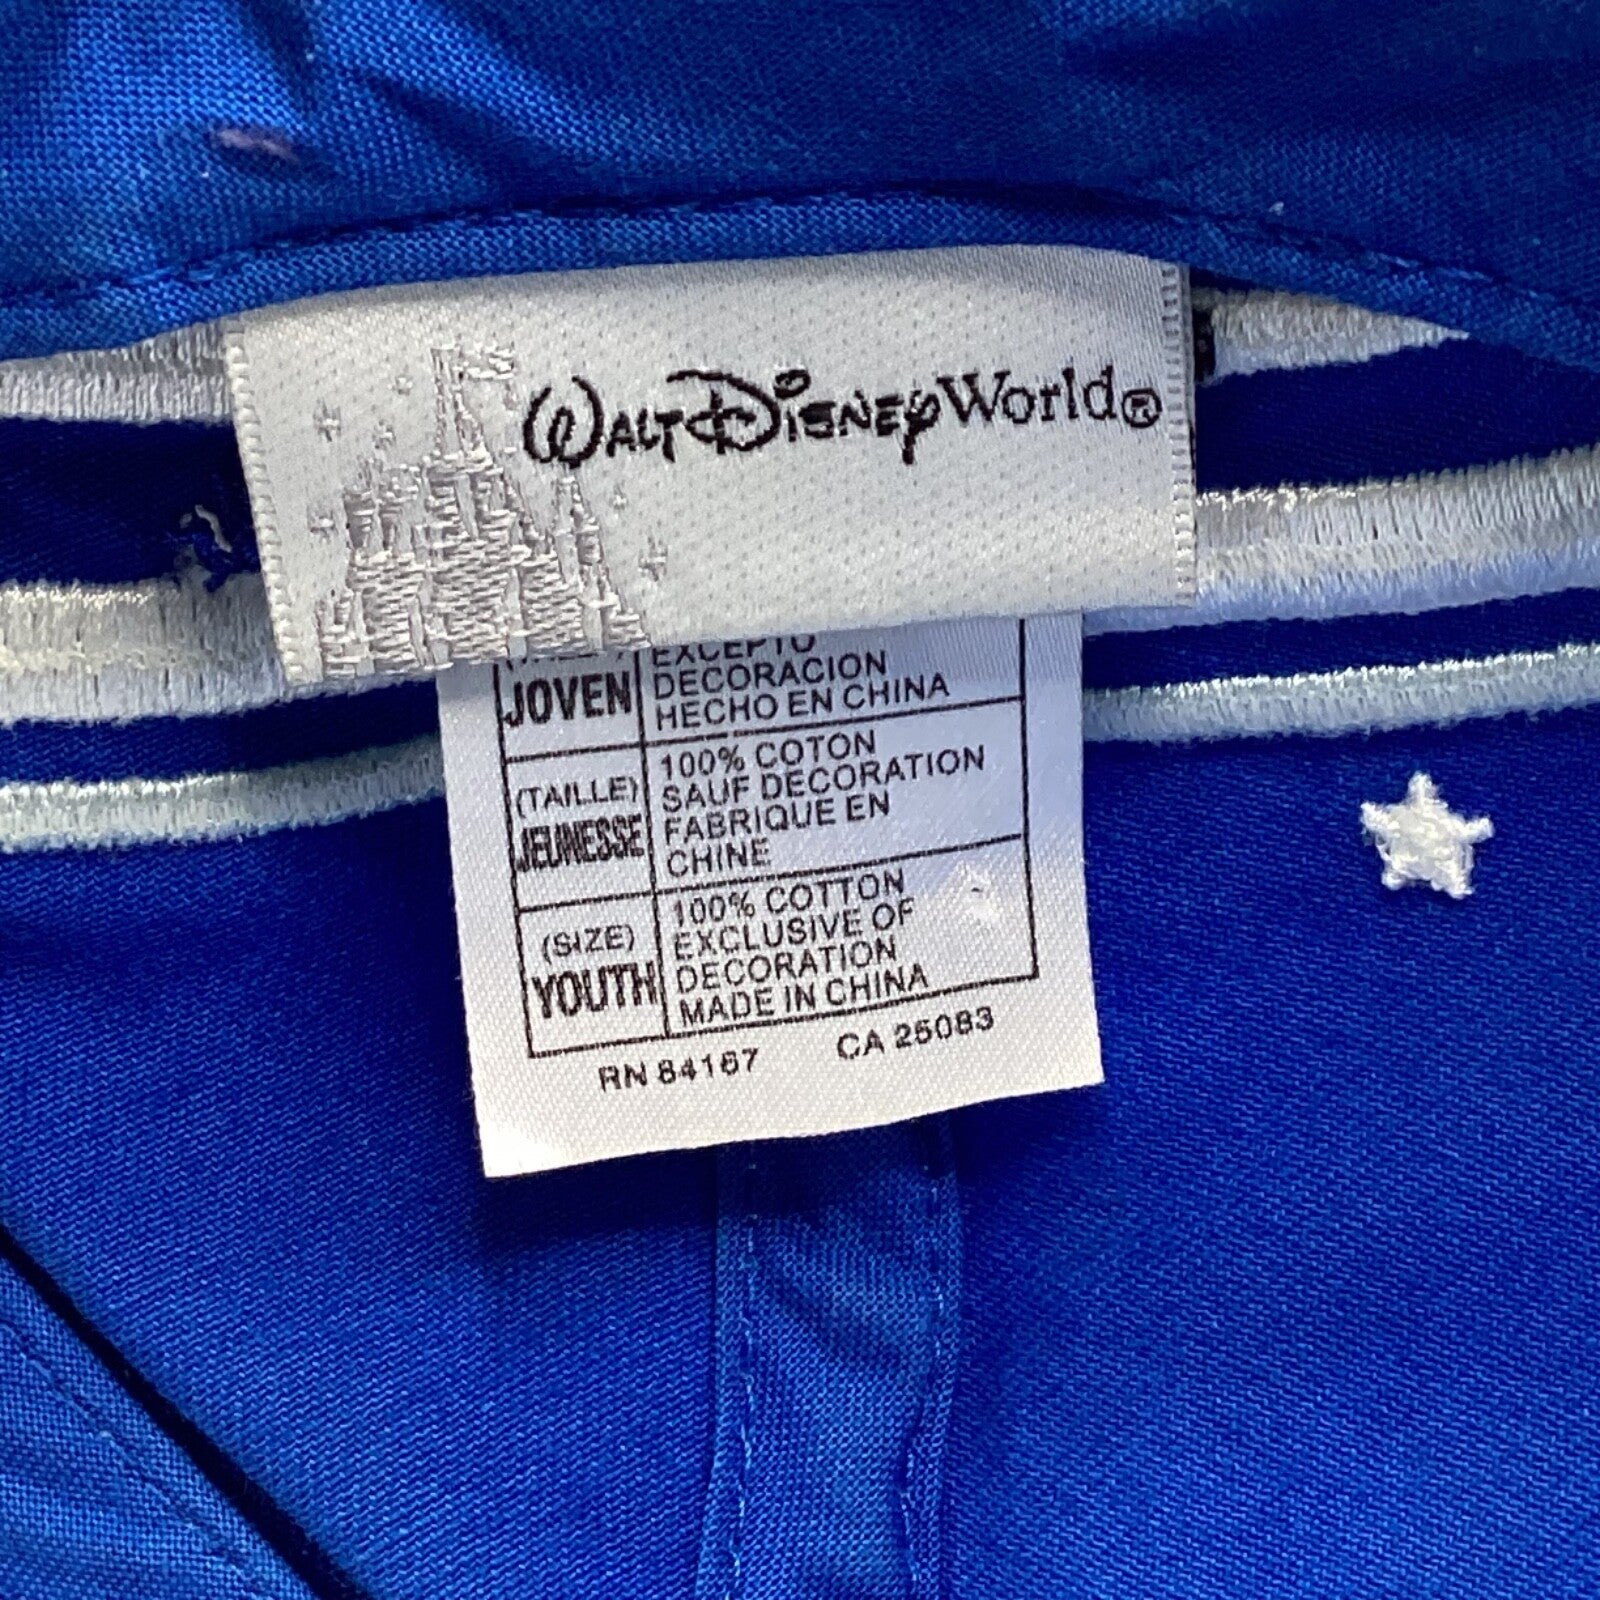 WALT DISNEY World®
EXCEPTO
JOVEN
DECORACION
HECHO EN CHINA
(TAILLE)
JEUNESSE
100% COTON
SAUF DECORATION
FABRIQUE EN
CHINE
(SIZE)
YOUTH
100% COTTON
EXCLUSIVE OF
DECORATION
MADE IN CHINA
RN 84167 CA 25083